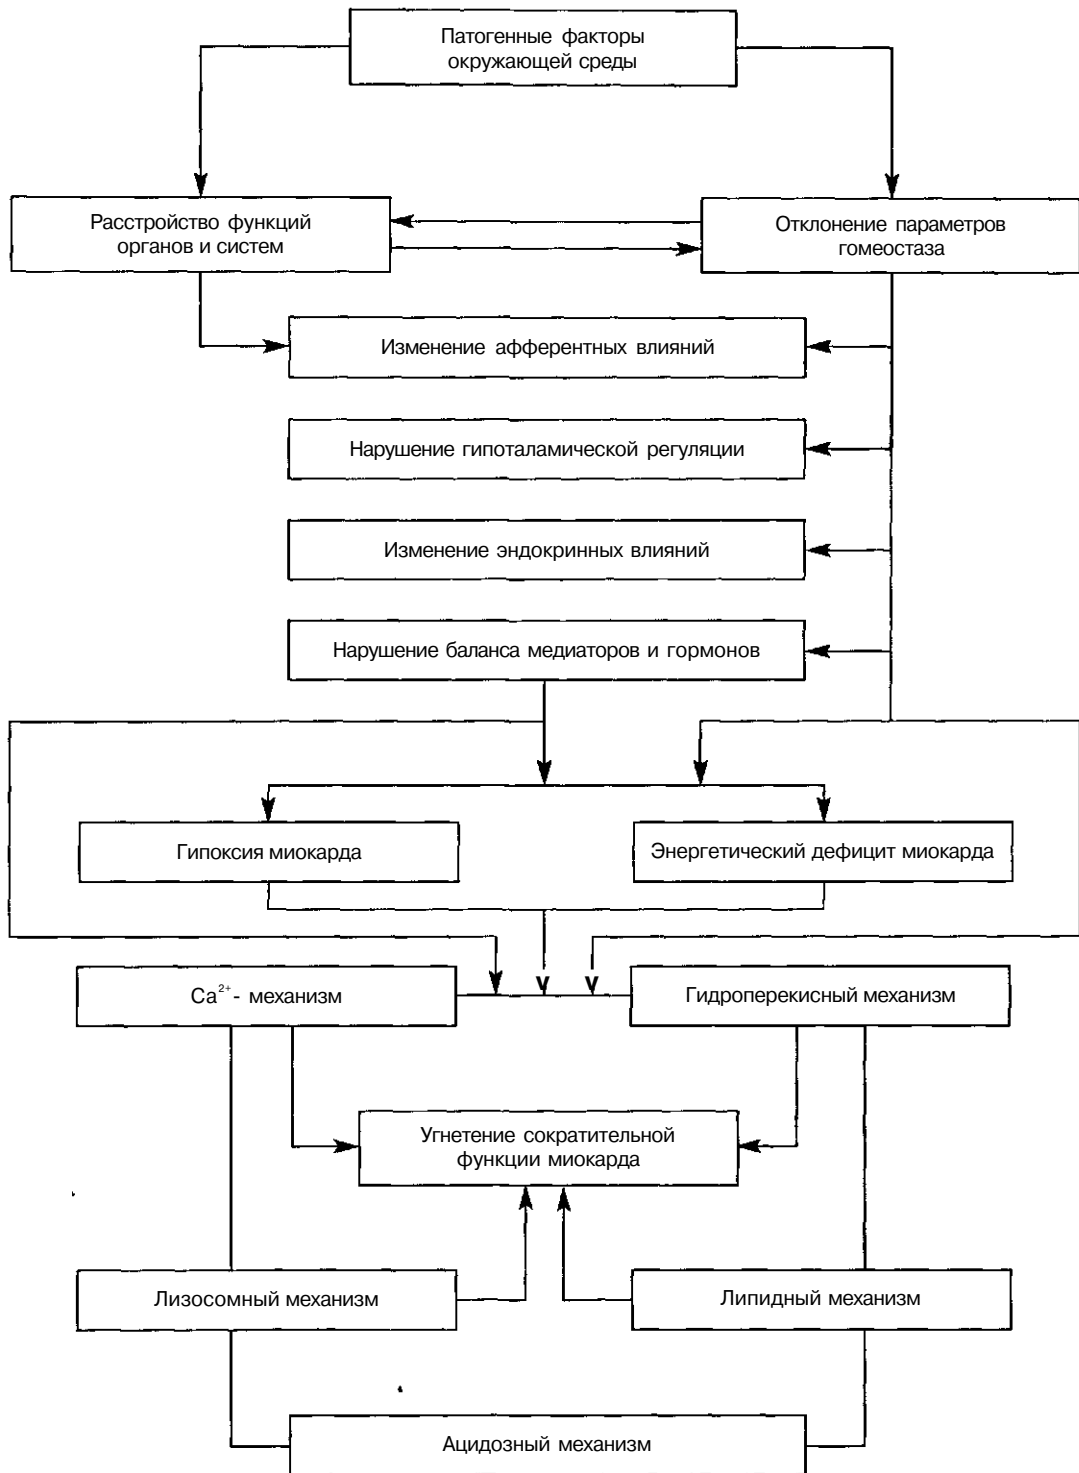 Патогенные факторы
окружающей среды
Расстройство функций
органов и систем
Отклонение параметров
гомеостаза
Изменение афферентных влияний
Нарушение гипоталамической регуляции
Изменение эндокринных влияний
Нарушение баланса медиаторов и гормонов
Гипоксия миокарда
Энергетический дефицит миокарда
Ca²⁺- механизм
Гидроперекисный механизм
Угнетение сократительной
функции миокарда
Лизосомный механизм
Липидный механизм
Ацидозный механизм